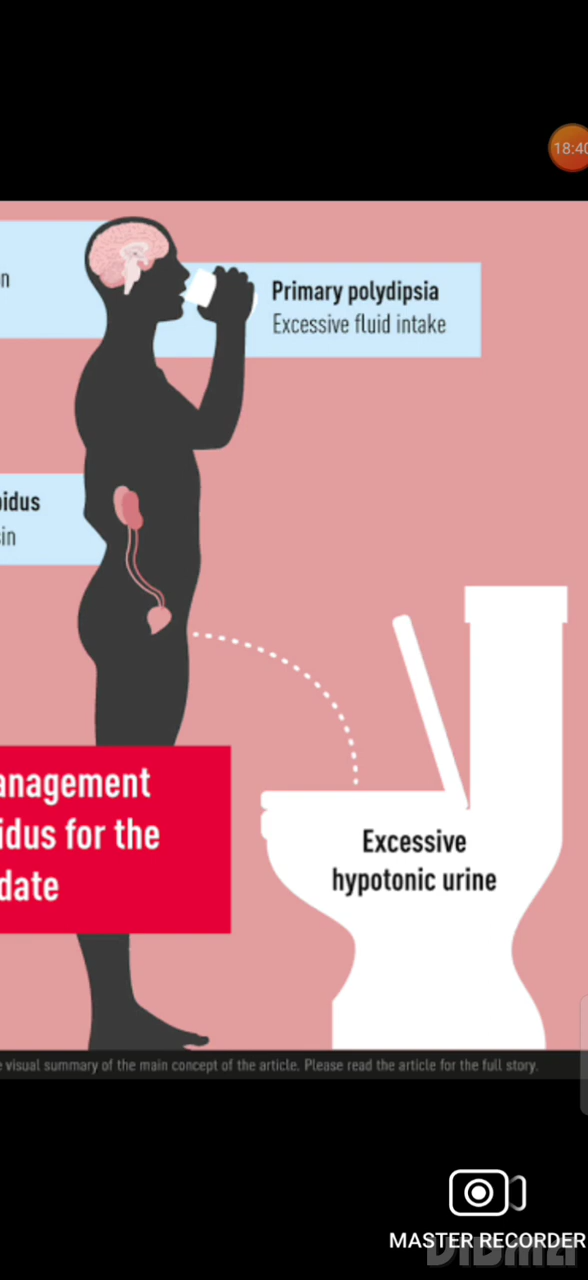 18:40
n
Primary polydipsia
Excessive fluid intake
pidus
sin
anagement
idus for the
date
Excessive
hypotonic urine
e visual summary of the main concept of the article. Please read the article for the full story.
MASTER RECORDER